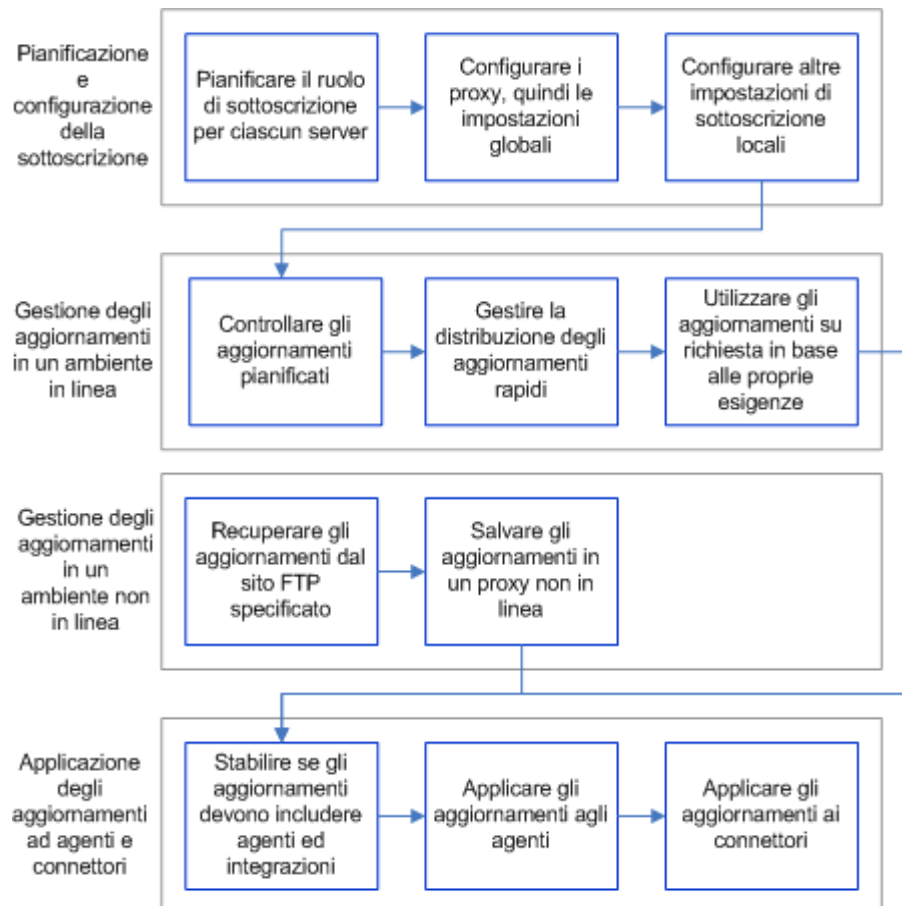 Pianificazione
e
configurazione
della
sottoscrizione
Pianificare il ruolo
di sottoscrizione
per ciascun server
Configurare i
proxy, quindi le
impostazioni
globali
Configurare altre
impostazioni di
sottoscrizione
locali
Gestione degli
aggiornamenti
in un ambiente
in linea
Controllare gli
aggiornamenti
pianificati
Gestire la
distribuzione degli
aggiornamenti
rapidi
Utilizzare gli
aggiornamenti su
richiesta in base
alle proprie
esigenze
Gestione degli
aggiornamenti
in un
ambiente non
in linea
Recuperare gli
aggiornamenti dal
sito FTP
specificato
Salvare gli
aggiornamenti in
un proxy non in
linea
Applicazione
degli
aggiornamenti
ad agenti e
connettori
Stabilire se gli
aggiornamenti
devono includere
agenti ed
integrazioni
Applicare gli
aggiornamenti agli
agenti
Applicare gli
aggiornamenti ai
connettori